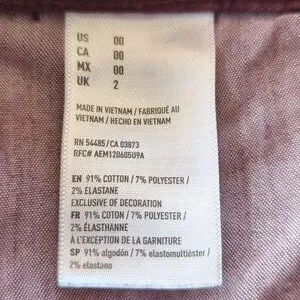 US 00
CA 00
MX 00
UK 2
MADE IN VIETNAM / FABRIQUÉ AU
VIETNAM / HECHO EN VIETNAM
RN 54485 / CA 03873
RFC# AEM120605U9A
EN 91% COTTON / 7% POLYESTER /
2% ELASTANE
EXCLUSIVE OF DECORATION
FR 91% COTTON / 7% POLYESTER /
2% ÉLASTHANNE
À L'EXCEPTION DE LA GARNITURE
SP 91% algodón / 7% elastomultiéster /
2% elastano